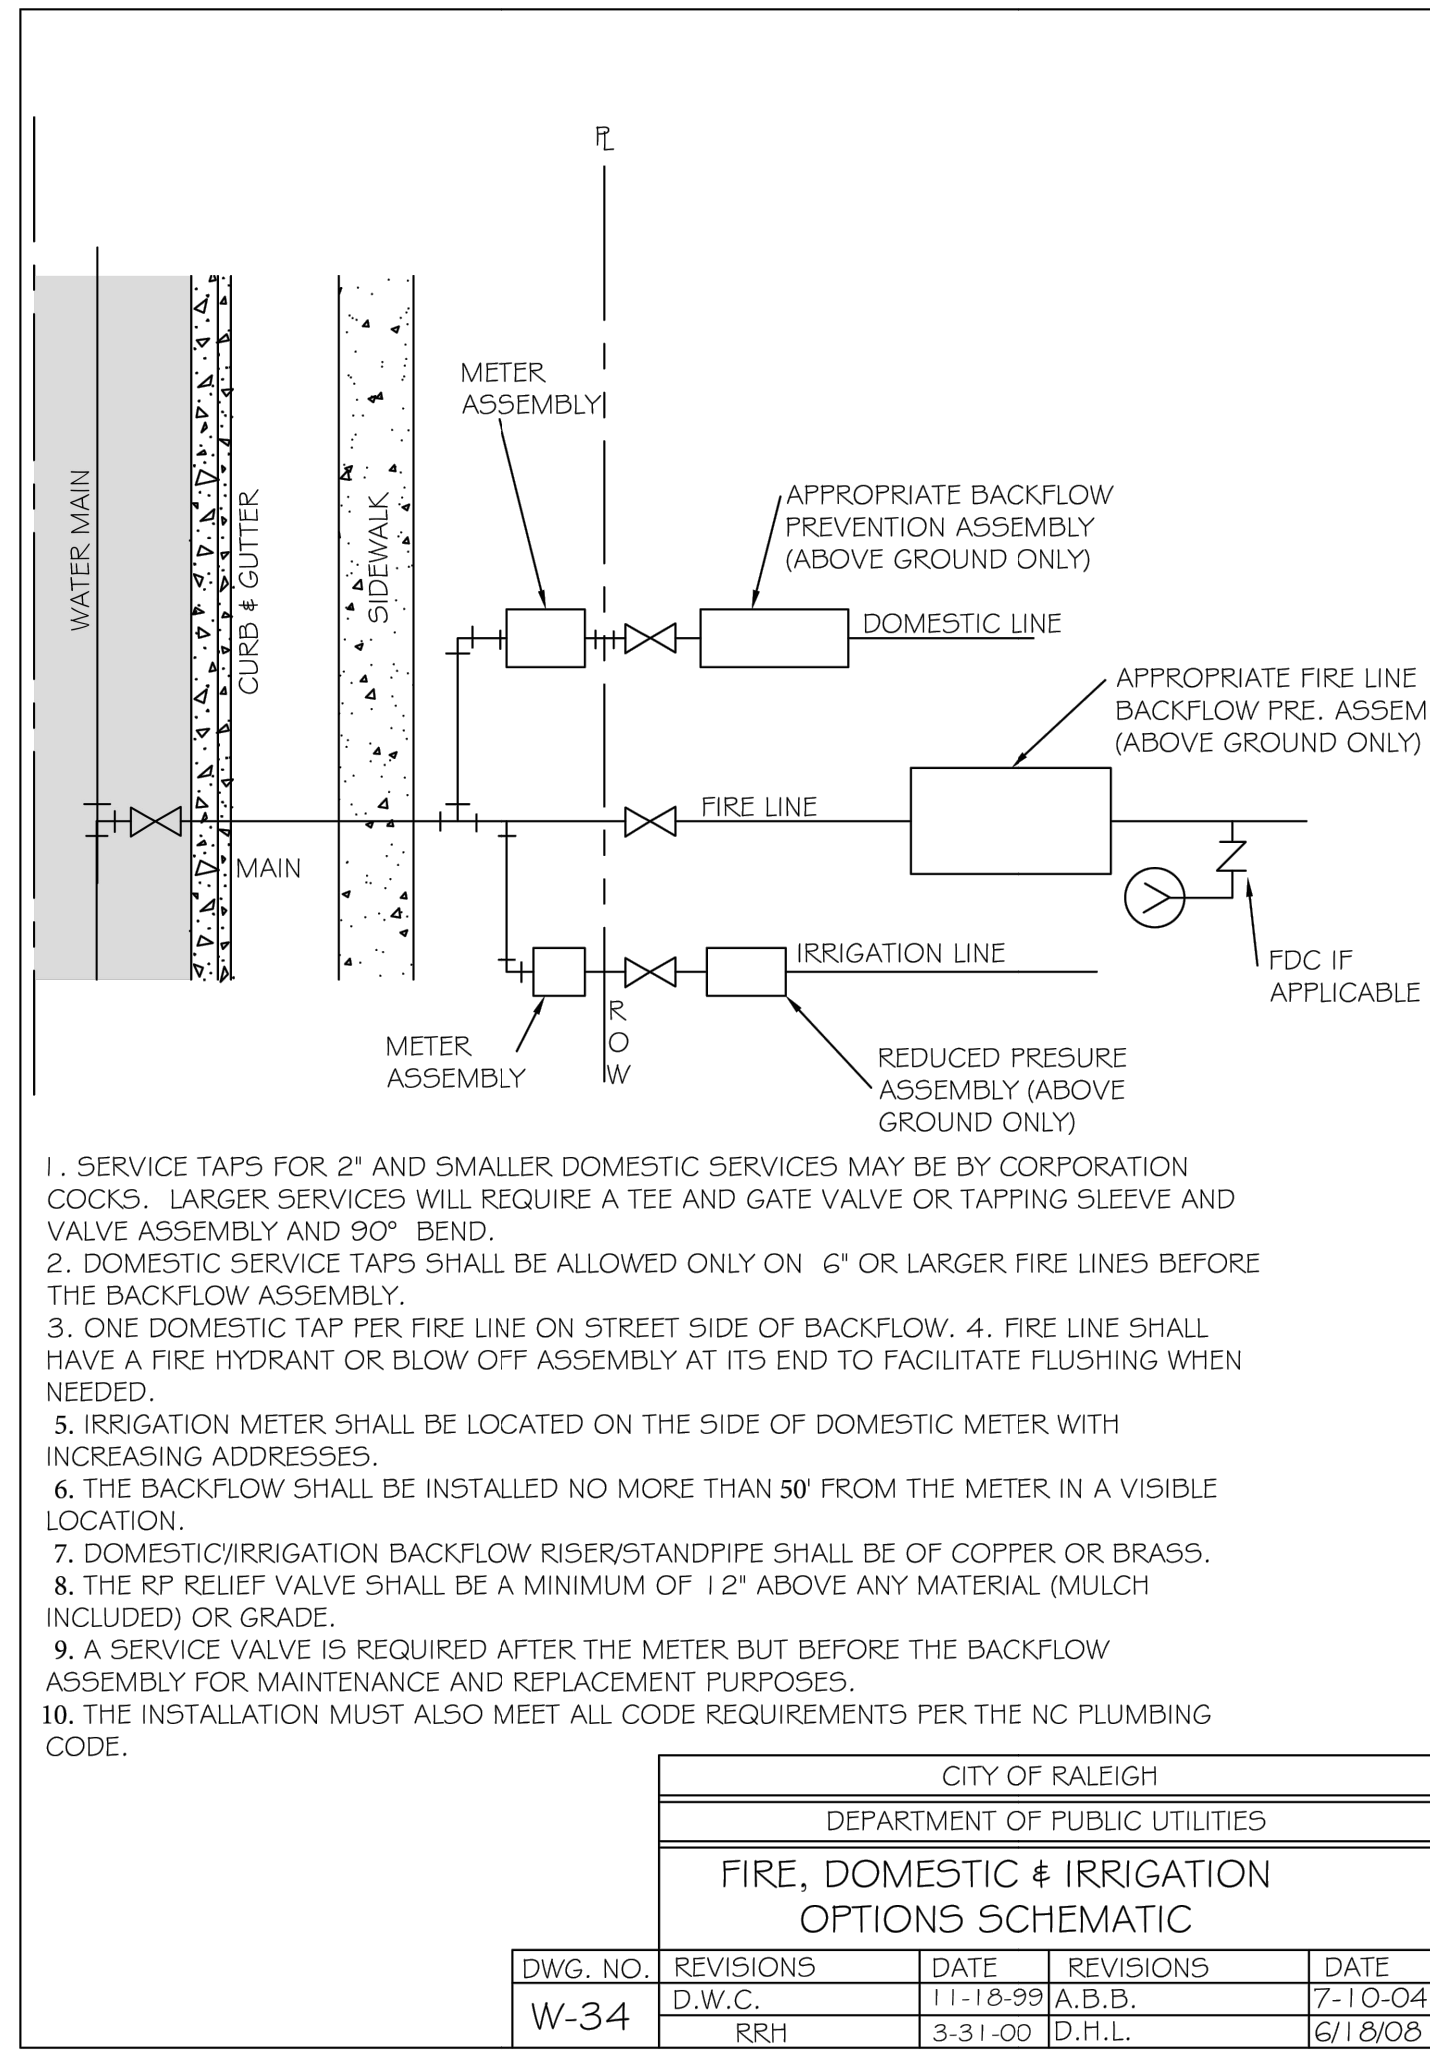 PL
METER
ASSEMBLY
APPROPRIATE BACKFLOW
PREVENTION ASSEMBLY
(ABOVE GROUND ONLY)
WATER MAIN
CURB & GUTTER
SIDEWALK
DOMESTIC LINE
APPROPRIATE FIRE LINE
BACKFLOW PRE. ASSEM
(ABOVE GROUND ONLY)
FIRE LINE
MAIN
IRRIGATION LINE
FDC IF
APPLICABLE
R
O
W
METER
ASSEMBLY
REDUCED PRESURE
ASSEMBLY (ABOVE
GROUND ONLY)
1. SERVICE TAPS FOR 2" AND SMALLER DOMESTIC SERVICES MAY BE BY CORPORATION
COCKS. LARGER SERVICES WILL REQUIRE A TEE AND GATE VALVE OR TAPPING SLEEVE AND
VALVE ASSEMBLY AND 90° BEND.
2. DOMESTIC SERVICE TAPS SHALL BE ALLOWED ONLY ON 6" OR LARGER FIRE LINES BEFORE
THE BACKFLOW ASSEMBLY.
3. ONE DOMESTIC TAP PER FIRE LINE ON STREET SIDE OF BACKFLOW. 4. FIRE LINE SHALL
HAVE A FIRE HYDRANT OR BLOW OFF ASSEMBLY AT ITS END TO FACILITATE FLUSHING WHEN
NEEDED.
5. IRRIGATION METER SHALL BE LOCATED ON THE SIDE OF DOMESTIC METER WITH
INCREASING ADDRESSES.
6. THE BACKFLOW SHALL BE INSTALLED NO MORE THAN 50' FROM THE METER IN A VISIBLE
LOCATION.
7. DOMESTIC'/IRRIGATION BACKFLOW RISER/STANDPIPE SHALL BE OF COPPER OR BRASS.
8. THE RP RELIEF VALVE SHALL BE A MINIMUM OF 12" ABOVE ANY MATERIAL (MULCH
INCLUDED) OR GRADE.
9. A SERVICE VALVE IS REQUIRED AFTER THE METER BUT BEFORE THE BACKFLOW
ASSEMBLY FOR MAINTENANCE AND REPLACEMENT PURPOSES.
10. THE INSTALLATION MUST ALSO MEET ALL CODE REQUIREMENTS PER THE NC PLUMBING
CODE.
CITY OF RALEIGH
DEPARTMENT OF PUBLIC UTILITIES
FIRE, DOMESTIC & IRRIGATION
OPTIONS SCHEMATIC
DWG. NO. REVISIONS DATE REVISIONS DATE
W-34
D.W.C. 11-18-99 A.B.B. 7-10-04
RRH 3-31-00 D.H.L. 6/18/08